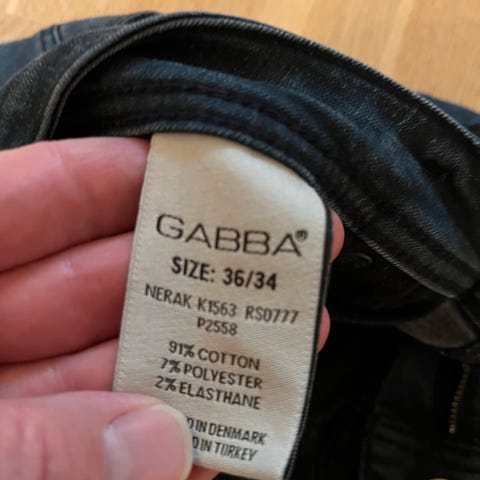 GABBA®
SIZE: 36/34
NERAK K1563 RS0777
P2558
91% COTTON
7% POLYESTER
2% ELASTHANE
IN DENMARK
IN TURKEY